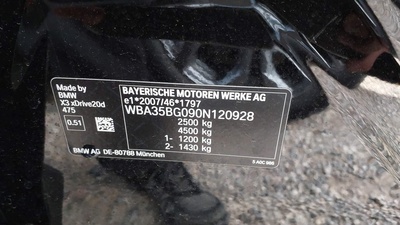 Made by
BMW
X3 xDrive20d
475
0.51
BAYERISCHE MOTOREN WERKE AG
e1*2007/46*1797
WBA35BG090N120928
2500 kg
4500 kg
1- 1200 kg
2- 1430 kg
BMW AG DE-80788 München